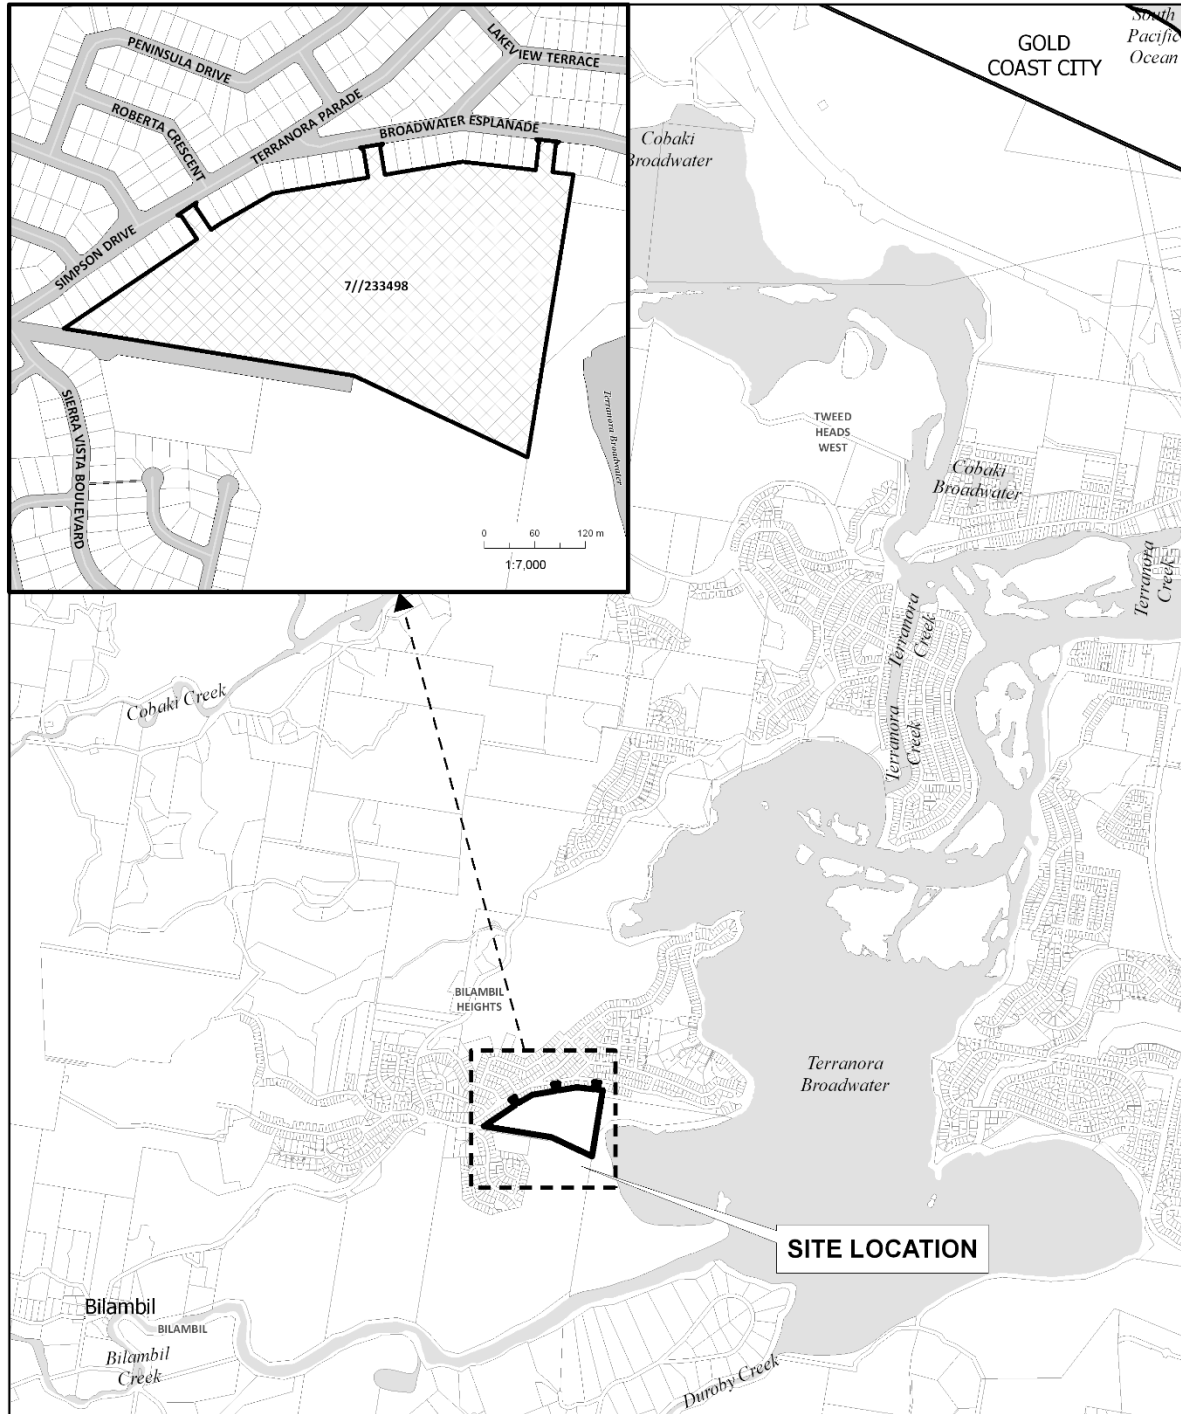 PENINSULA DRIVE
LAKEVIEW TERRACE
ROBERTA CRESCENT
TERRANORA PARADE
BROADWATER ESPLANADE
SIMPSON DRIVE
7//233498
SIERRA VISTA BOULEVARD
Terranora Broadwater
0 60 120 m
1:7,000
South
Pacific
Ocean
GOLD
COAST CITY
Cobaki
Broadwater
TWEED
HEADS
WEST
Cobaki
Broadwater
Terranora
Creek
Terranora
Creek
Terranora
Creek
Cobaki Creek
BILAMBIL
HEIGHTS
Terranora
Broadwater
SITE LOCATION
Bilambil
BILAMBIL
Bilambil
Creek
Duroby Creek